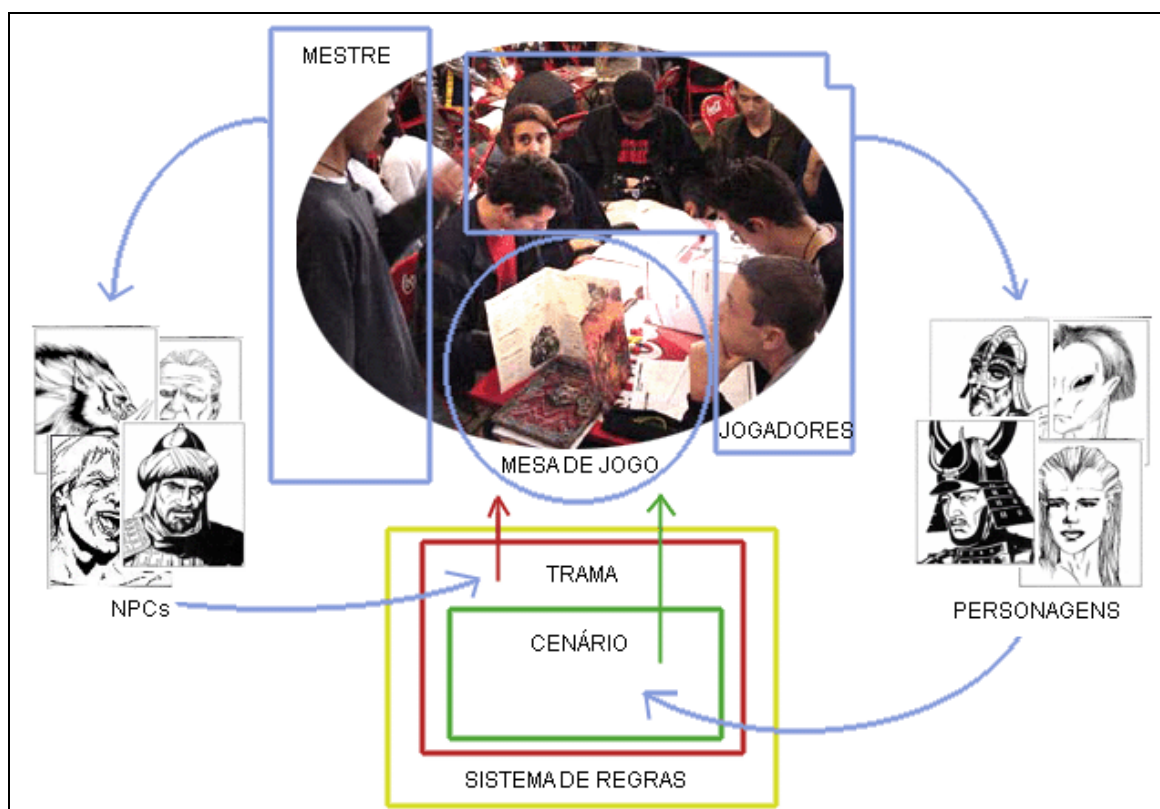 MESTRE
JOGADORES
MESA DE JOGO
NPCs
TRAMA
CENÁRIO
PERSONAGENS
SISTEMA DE REGRAS